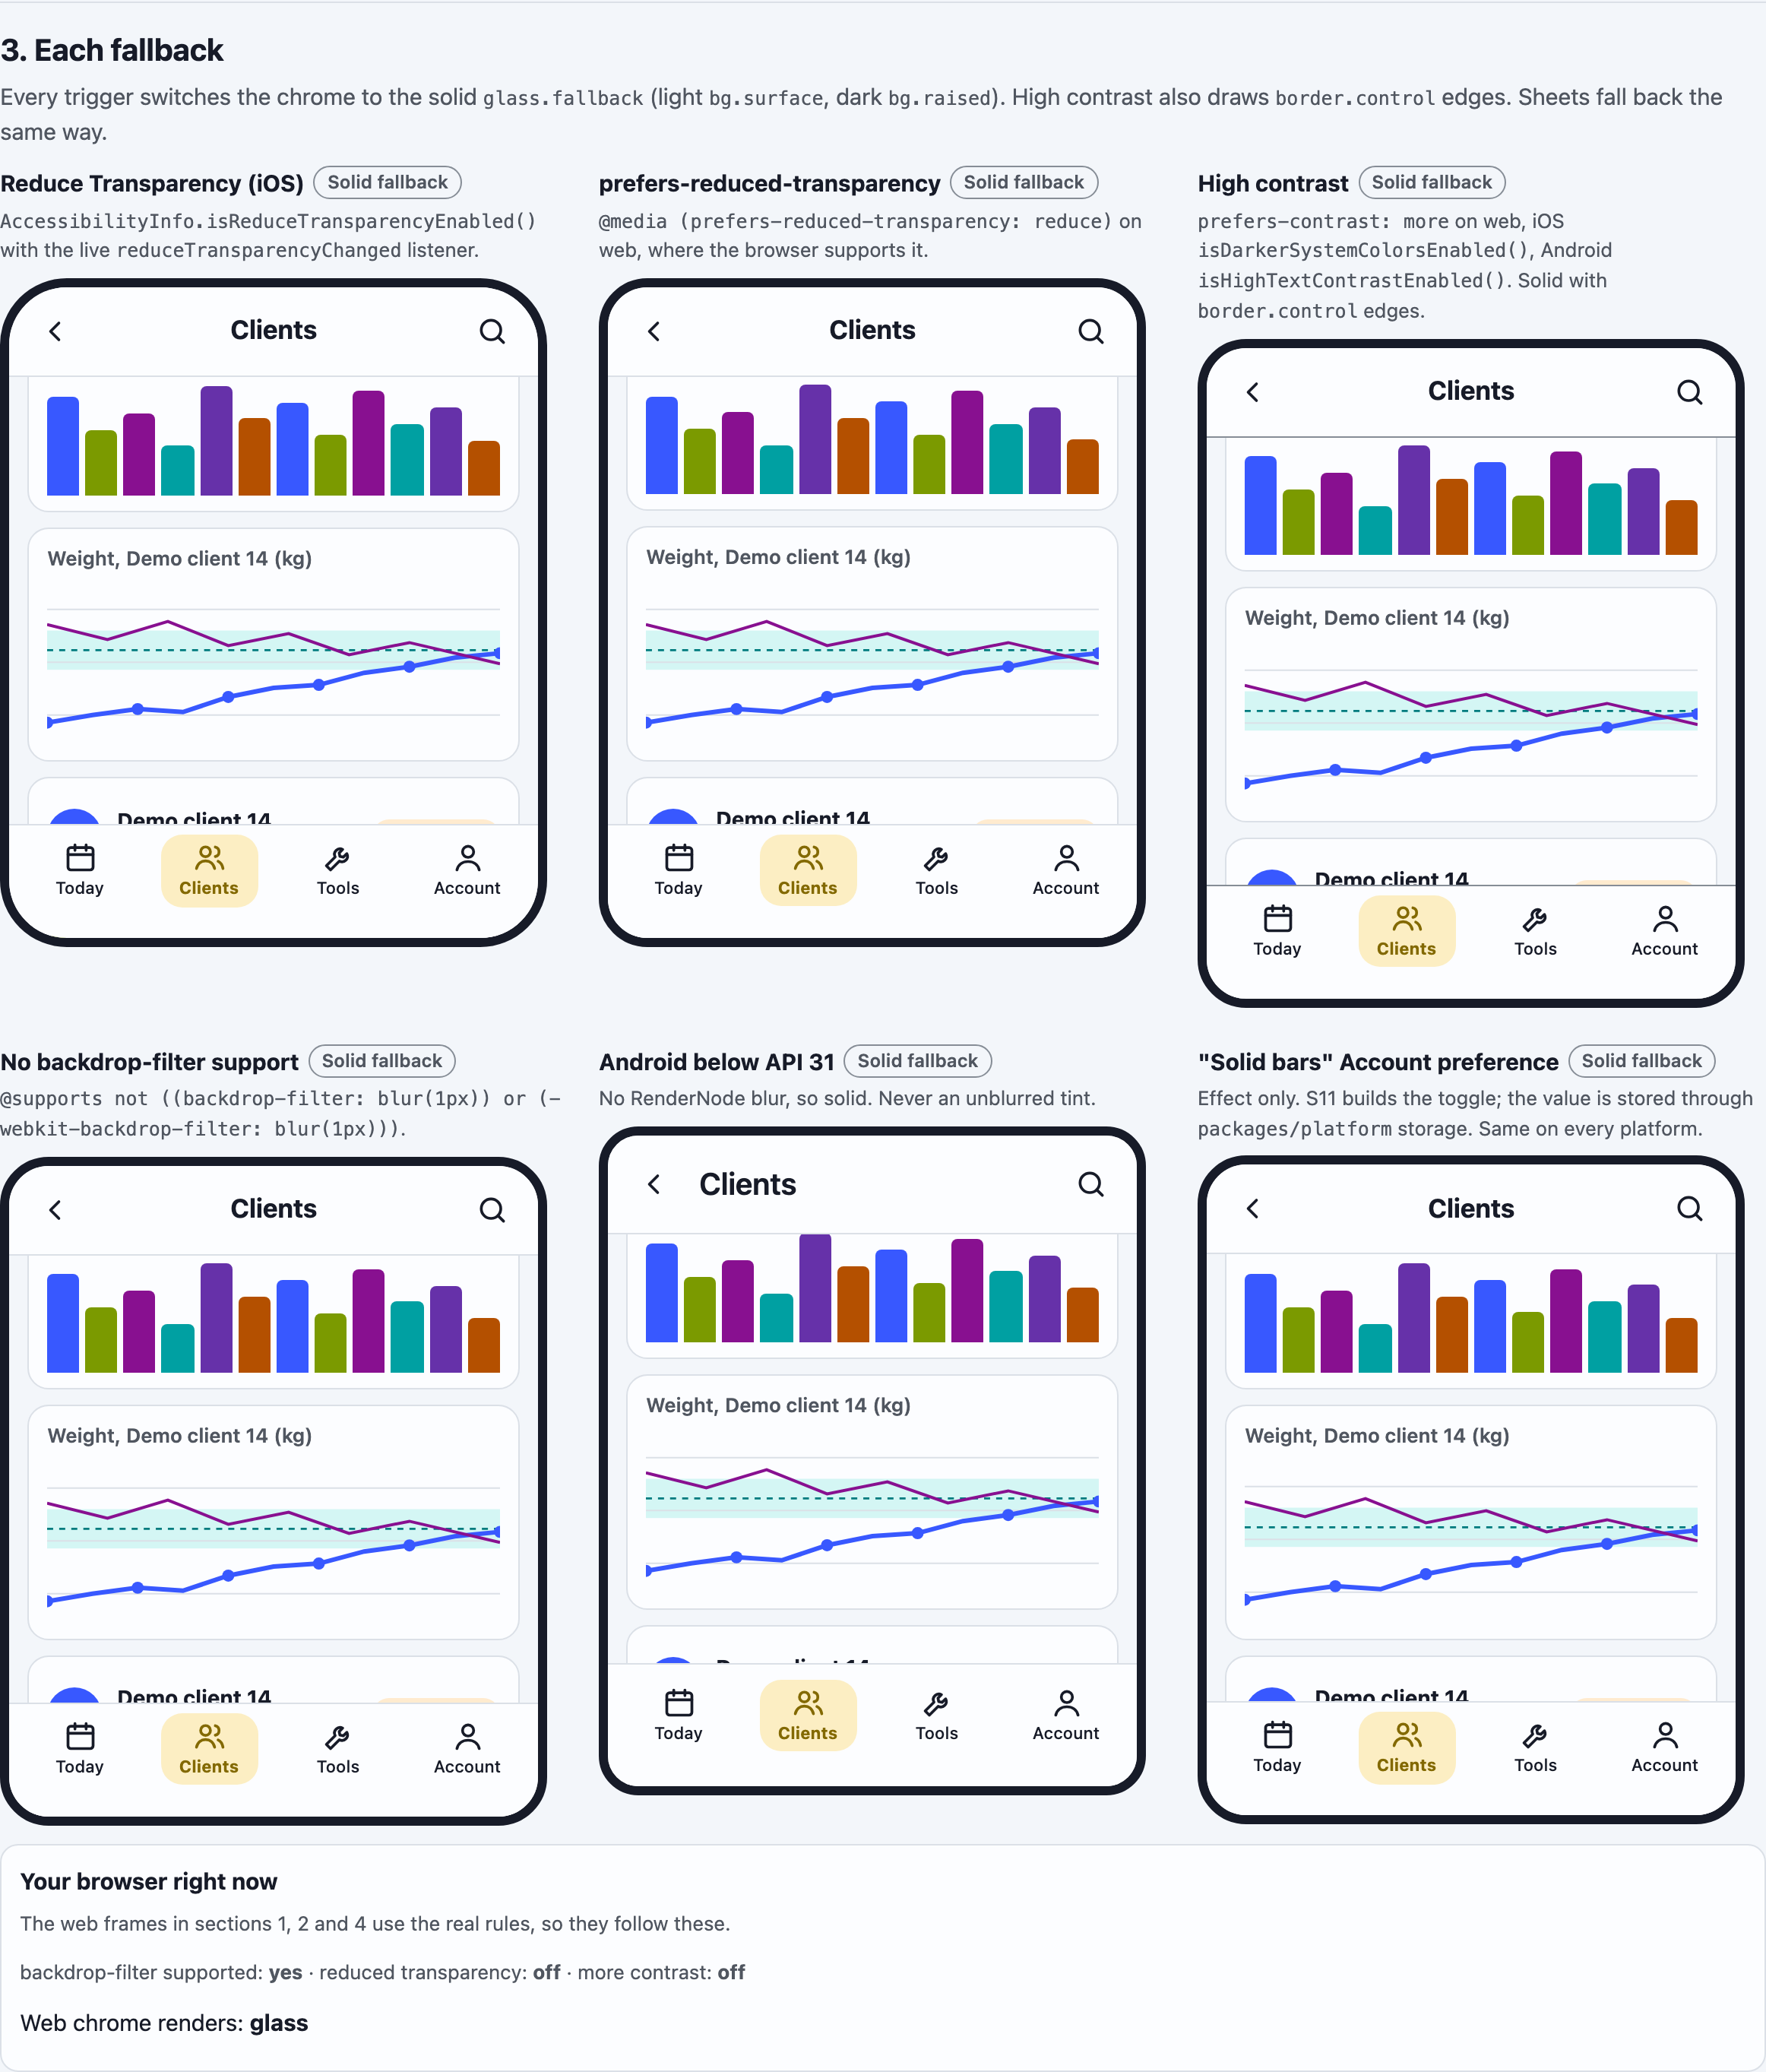 3. Each fallback
Every trigger switches the chrome to the solid glass.fallback (light bg.surface, dark bg.raised). High contrast also draws border.control edges. Sheets fall back the
same way.
Reduce Transparency (iOS) Solid fallback
AccessibilityInfo.isReduceTransparencyEnabled()
with the live reduceTransparencyChanged listener.
Clients
Weight, Demo client 14 (kg)
Demo client 14
Today
Clients
Tools
Account
prefers-reduced-transparency Solid fallback
@media (prefers-reduced-transparency: reduce) on
web, where the browser supports it.
Clients
Weight, Demo client 14 (kg)
Demo client 14
Today
Clients
Tools
Account
High contrast Solid fallback
prefers-contrast: more on web, iOS
isDarkerSystemColorsEnabled(), Android
isHighTextContrastEnabled(). Solid with
border.control edges.
Clients
Weight, Demo client 14 (kg)
Demo client 14
Today
Clients
Tools
Account
No backdrop-filter support Solid fallback
@supports not ((backdrop-filter: blur(1px)) or (-
webkit-backdrop-filter: blur(1px))).
Clients
Weight, Demo client 14 (kg)
Demo client 14
Today
Clients
Tools
Account
Android below API 31 Solid fallback
No RenderNode blur, so solid. Never an unblurred tint.
Clients
Weight, Demo client 14 (kg)
Demo client 14
Today
Clients
Tools
Account
"Solid bars" Account preference Solid fallback
Effect only. S11 builds the toggle; the value is stored through
packages/platform storage. Same on every platform.
Clients
Weight, Demo client 14 (kg)
Demo client 14
Today
Clients
Tools
Account
Your browser right now
The web frames in sections 1, 2 and 4 use the real rules, so they follow these.
backdrop-filter supported: yes · reduced transparency: off · more contrast: off
Web chrome renders: glass